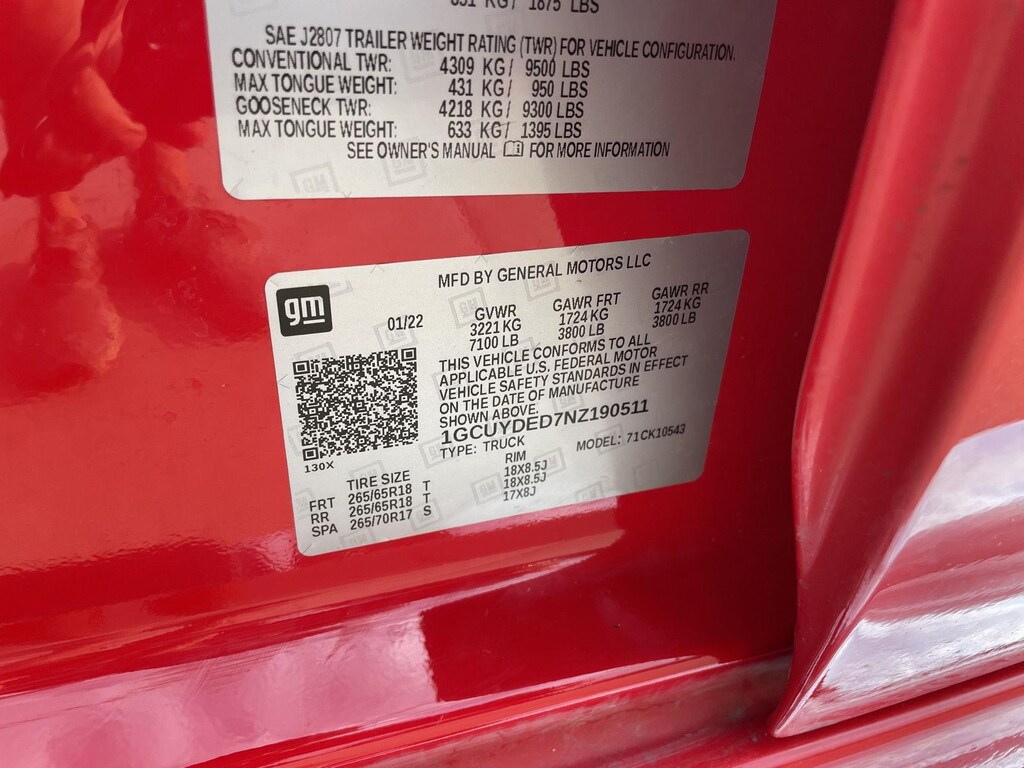 851 KG/ 1875 LBS
SAE J2807 TRAILER WEIGHT RATING (TWR) FOR VEHICLE CONFIGURATION.
CONVENTIONAL TWR: 4309 KG/ 9500 LBS
MAX TONGUE WEIGHT: 431 KG/ 950 LBS
GOOSENECK TWR: 4218 KG/ 9300 LBS
MAX TONGUE WEIGHT: 633 KG/ 1395 LBS
SEE OWNER'S MANUAL FOR MORE INFORMATION
MFD BY GENERAL MOTORS LLC
gm
01/22 GVWR GAWR FRT GAWR RR
3221 KG 1724 KG 1724 KG
7100 LB 3800 LB 3800 LB
THIS VEHICLE CONFORMS TO ALL
APPLICABLE U.S. FEDERAL MOTOR
VEHICLE SAFETY STANDARDS IN EFFECT
ON THE DATE OF MANUFACTURE
SHOWN ABOVE.
1GCUYDED7NZ190511
TYPE: TRUCK MODEL: 71CK10543
130X
TIRE SIZE RIM
FRT 265/65R18 T 18X8.5J
RR 265/65R18 T 18X8.5J
SPA 265/70R17 S 17X8J